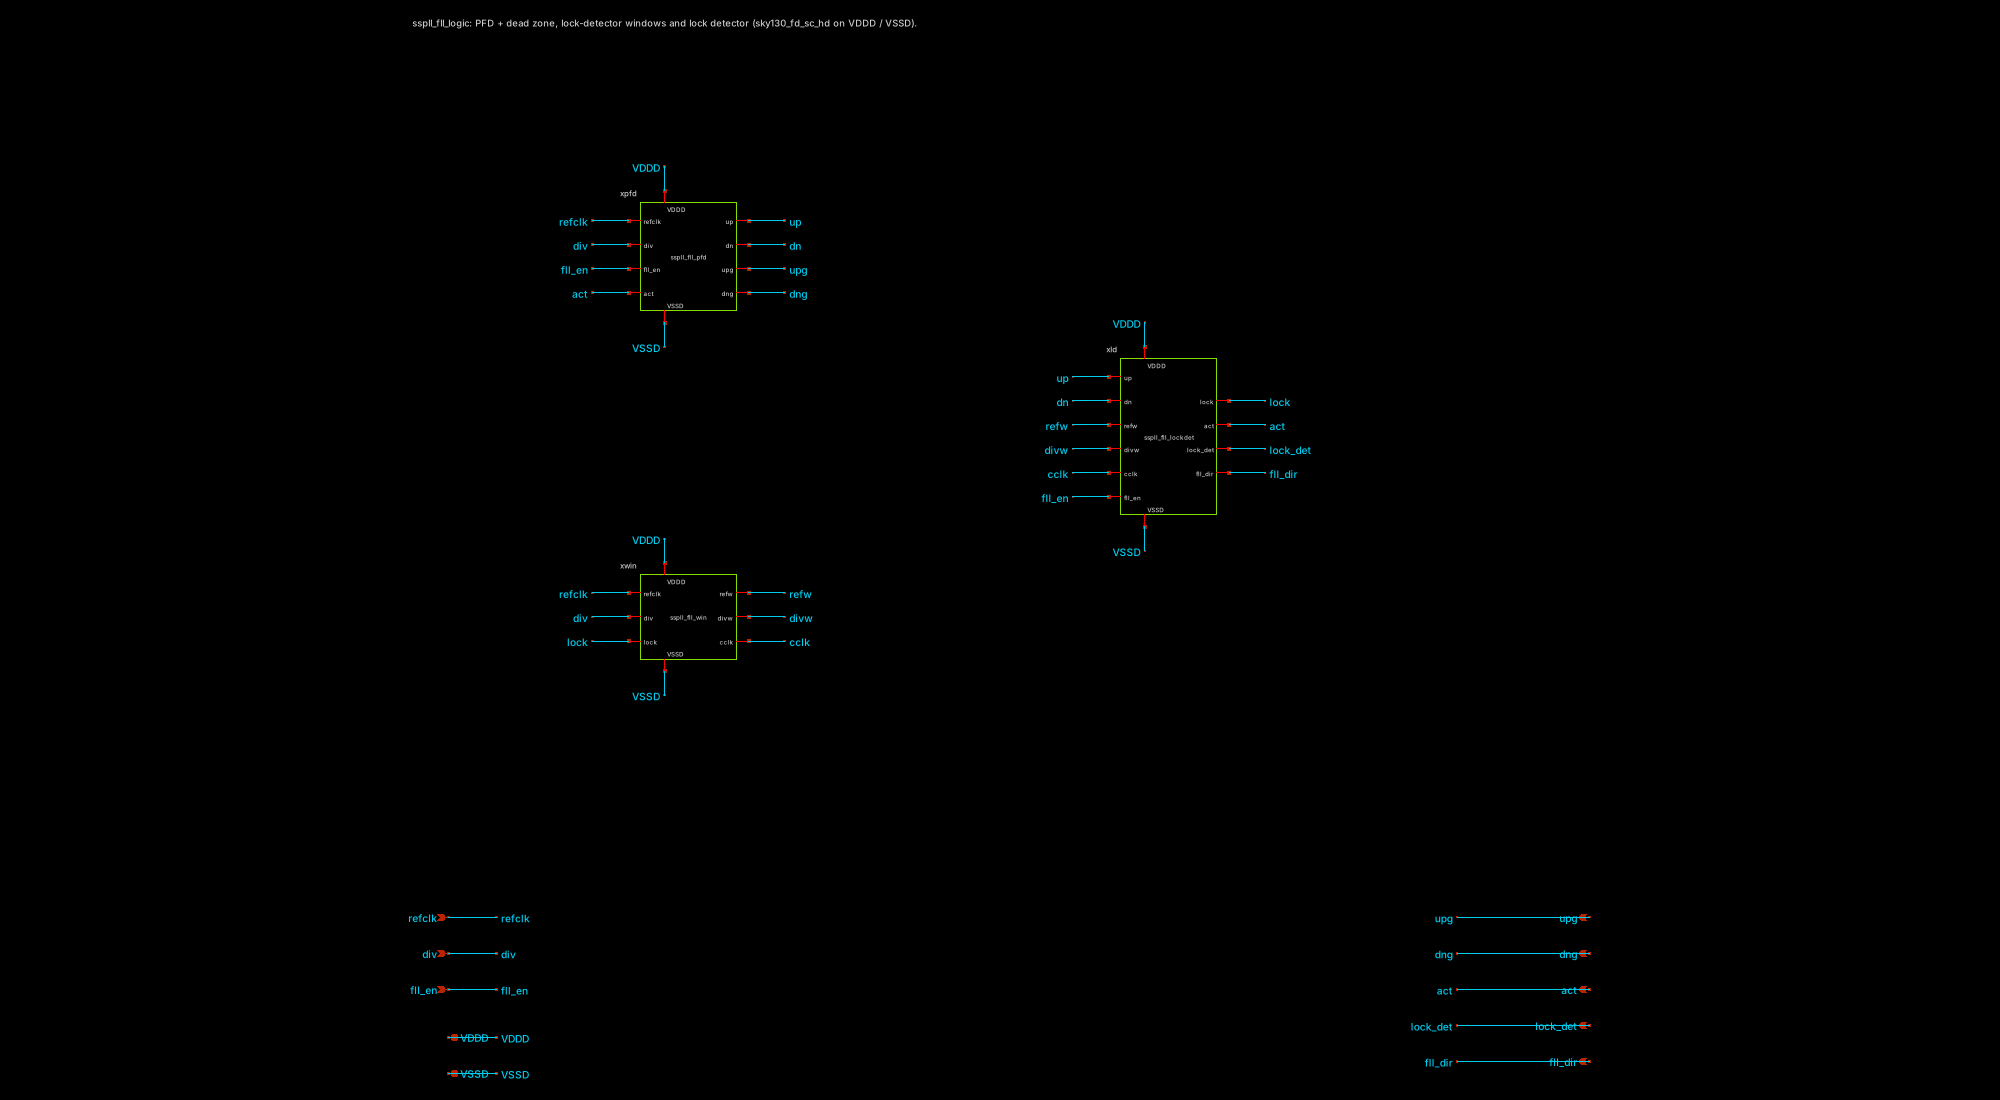 sspll_fll_logic: PFD + dead zone, lock-detector windows and lock detector (sky130_fd_sc_hd on VDDD / VSSD).
VDDD
xpfd
VDDD
refclk refclk up up
div div dn dn
sspll_fll_pfd
fll_en fll_en upg upg
act act dng dng
VSSD
VSSD
VDDD
xld
VDDD
up up
dn dn lock lock
refw refw act act
sspll_fll_lockdet
divw divw lock_det lock_det
cclk cclk fll_dir fll_dir
fll_en fll_en
VSSD
VSSD
VDDD
xwin
VDDD
refclk refclk refw refw
div div sspll_fll_win divw divw
lock lock cclk cclk
VSSD
VSSD
refclk refclk upg upg
div div dng dng
fll_en fll_en act act
lock_det lock_det
VDDD VDDD
fll_dir fll_dir
VSSD VSSD